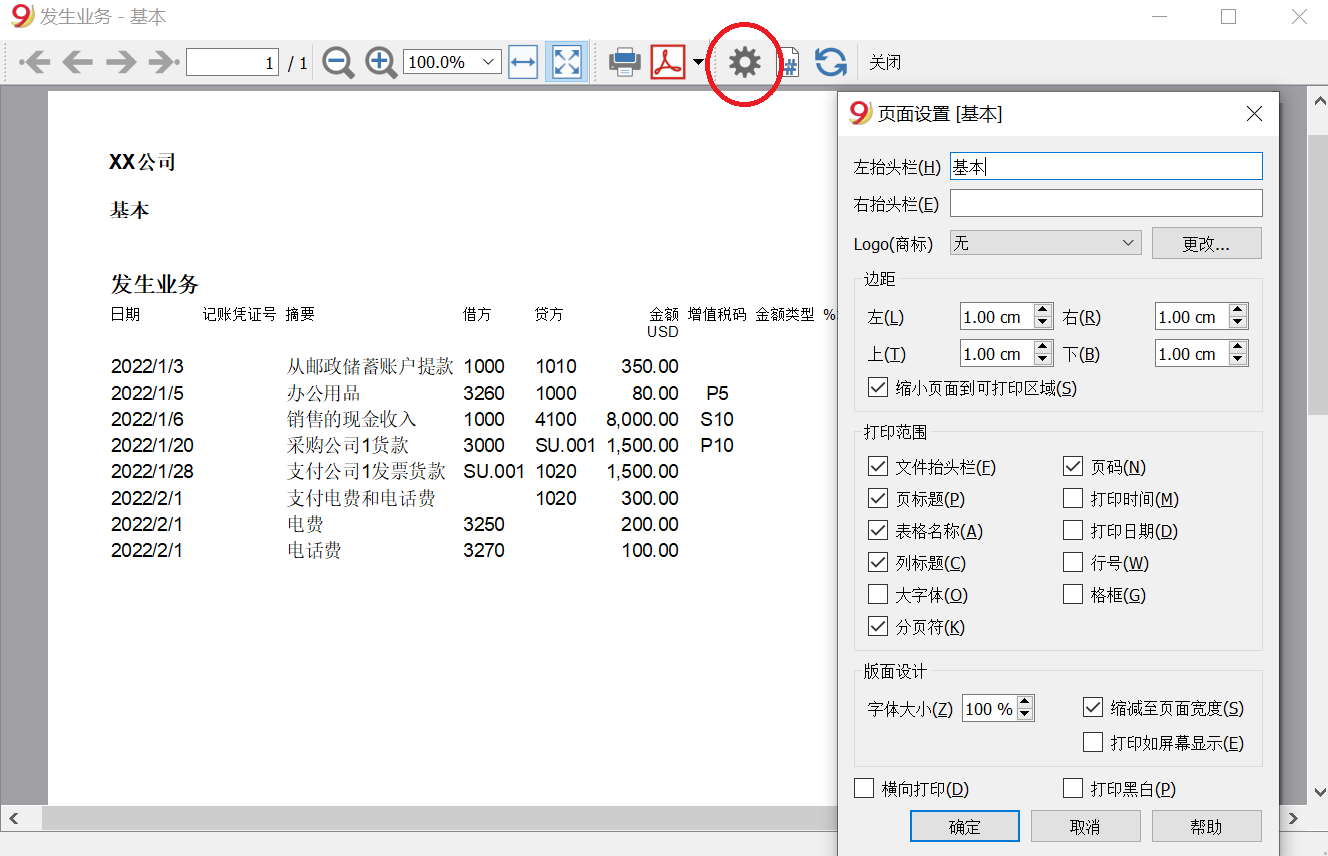 发生业务 - 基本
1 / 1 100.0% 关闭
XX公司
基本
发生业务
日期 记账凭证号 摘要 借方 贷方 金额 增值税码 金额类型 %
USD
2022/1/3 从邮政储蓄账户提款 1000 1010 350.00
2022/1/5 办公用品 3260 1000 80.00 P5
2022/1/6 销售的现金收入 1000 4100 8,000.00 S10
2022/1/20 采购公司1货款 3000 SU.001 1,500.00 P10
2022/1/28 支付公司1发票货款 SU.001 1020 1,500.00
2022/2/1 支付电费和电话费 1020 300.00
2022/2/1 电费 3250 200.00
2022/2/1 电话费 3270 100.00
页面设置 [基本]
左抬头栏(H) 基本
右抬头栏(E)
Logo(商标) 无 更改...
边距
左(L) 1.00 cm 右(R) 1.00 cm
上(T) 1.00 cm 下(B) 1.00 cm
缩小页面到可打印区域(S)
打印范围
文件抬头栏(F) 页码(N)
页标题(P) 打印时间(M)
表格名称(A) 打印日期(D)
列标题(C) 行号(W)
大字体(O) 格框(G)
分页符(K)
版面设计
字体大小(Z) 100 % 缩减至页面宽度(S)
打印如屏幕显示(E)
横向打印(D) 打印黑白(P)
确定 取消 帮助